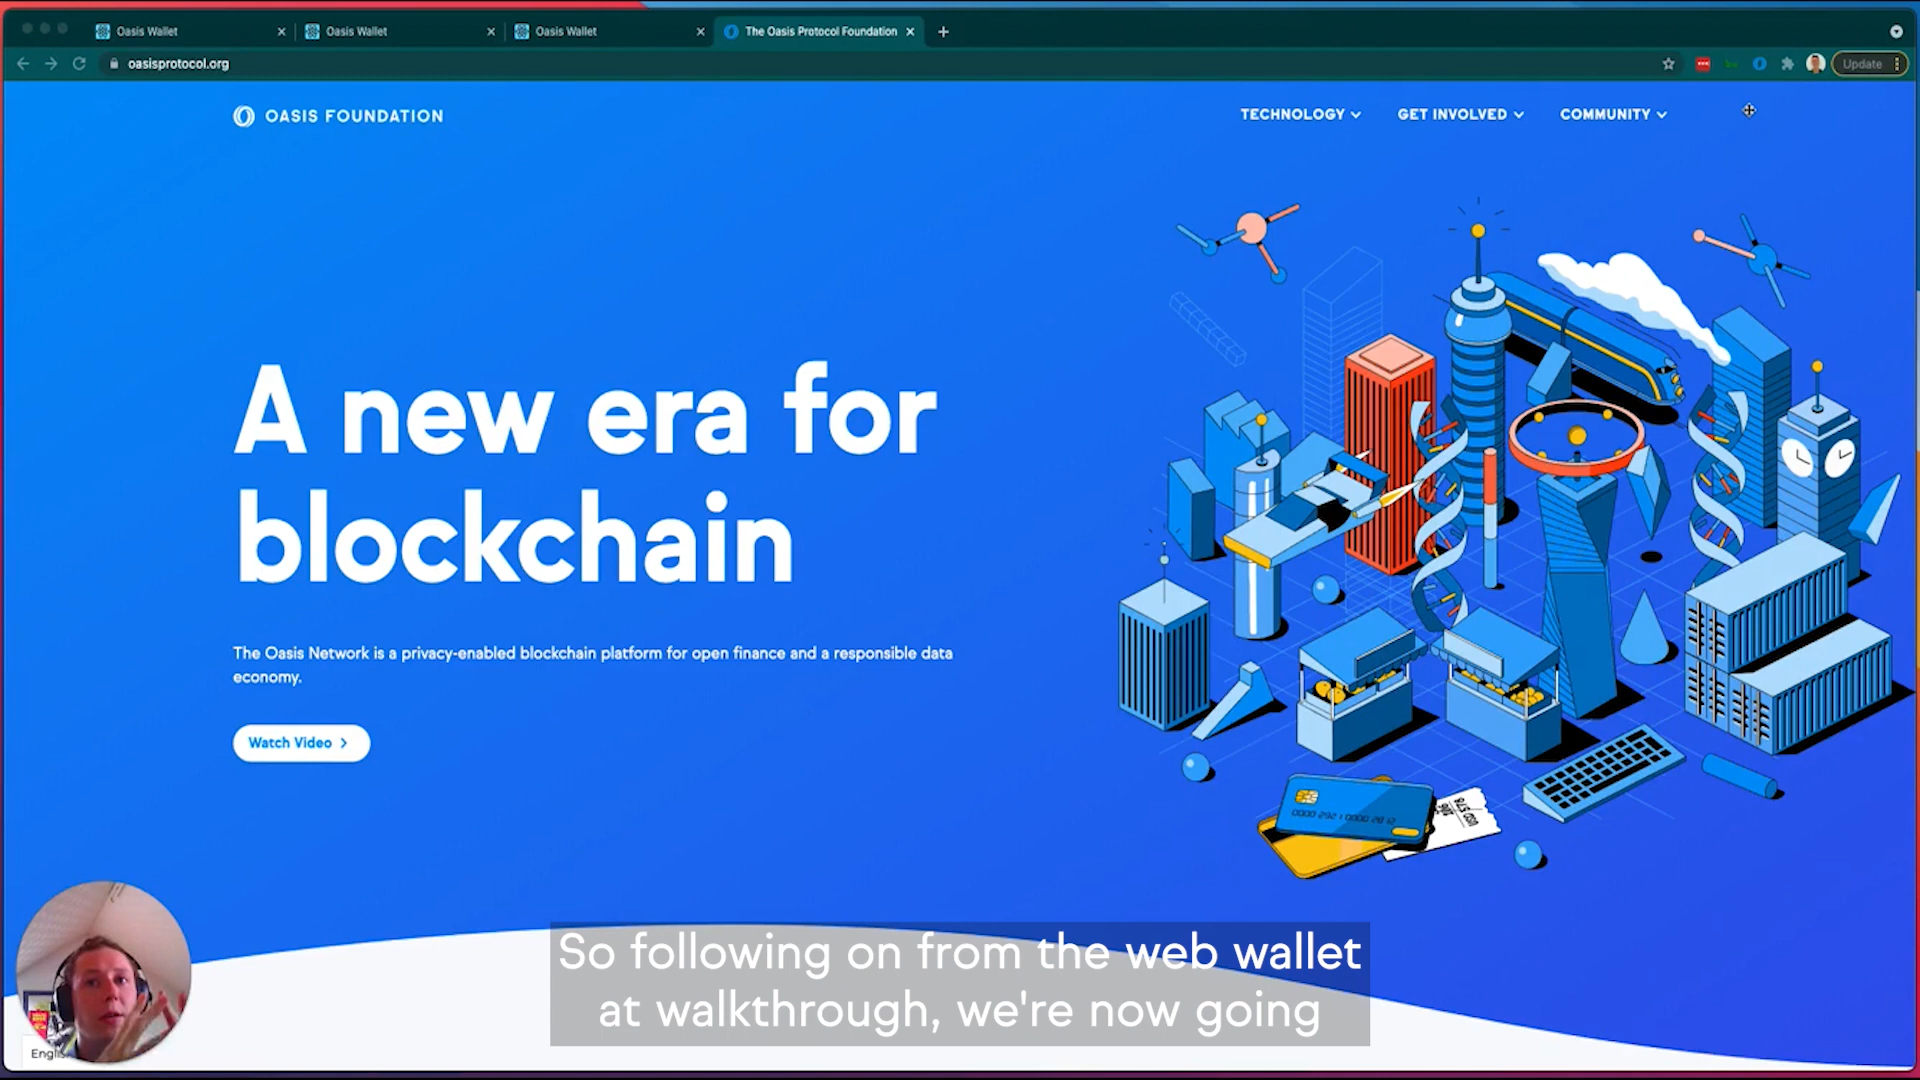 Oasis Wallet
Oasis Wallet
Oasis Wallet
The Oasis Protocol Foundation
oasisprotocol.org
Update
OASIS FOUNDATION
TECHNOLOGY
GET INVOLVED
COMMUNITY
A new era for
blockchain
The Oasis Network is a privacy-enabled blockchain platform for open finance and a responsible data
economy.
Watch Video
So following on from the web wallet
at walkthrough, we're now going